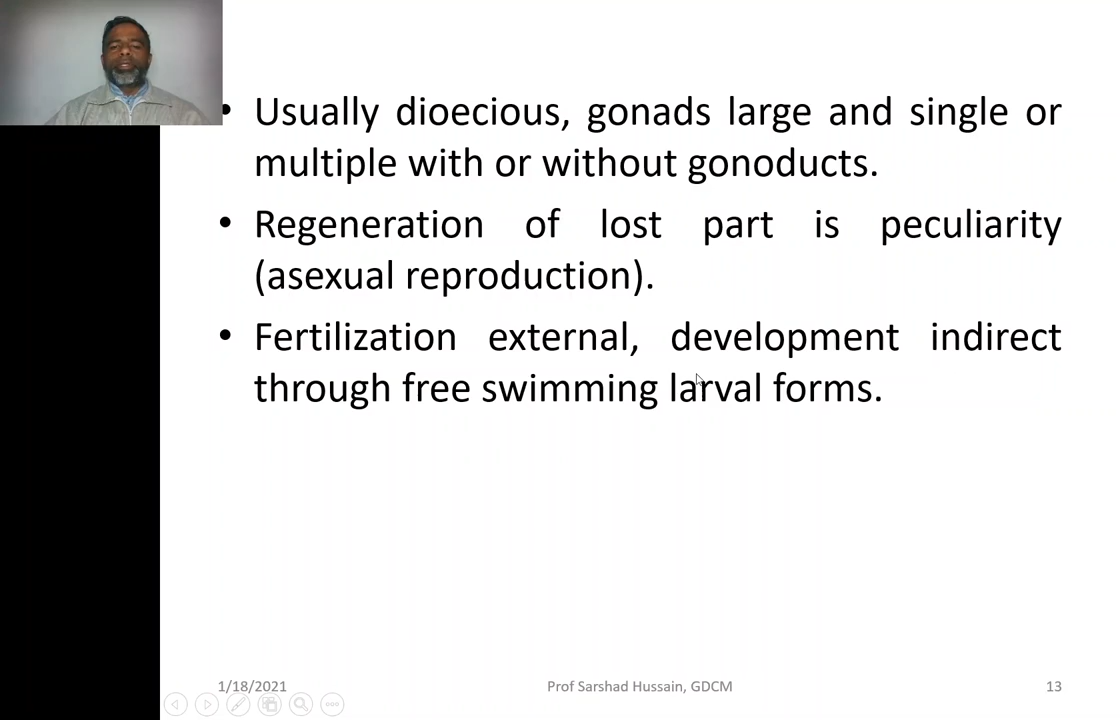 • Usually dioecious, gonads large and single or
multiple with or without gonoducts.
• Regeneration of lost part is peculiarity
(asexual reproduction).
• Fertilization external, development indirect
through free swimming larval forms.
1/18/2021 Prof Sarshad Hussain, GDCM 13